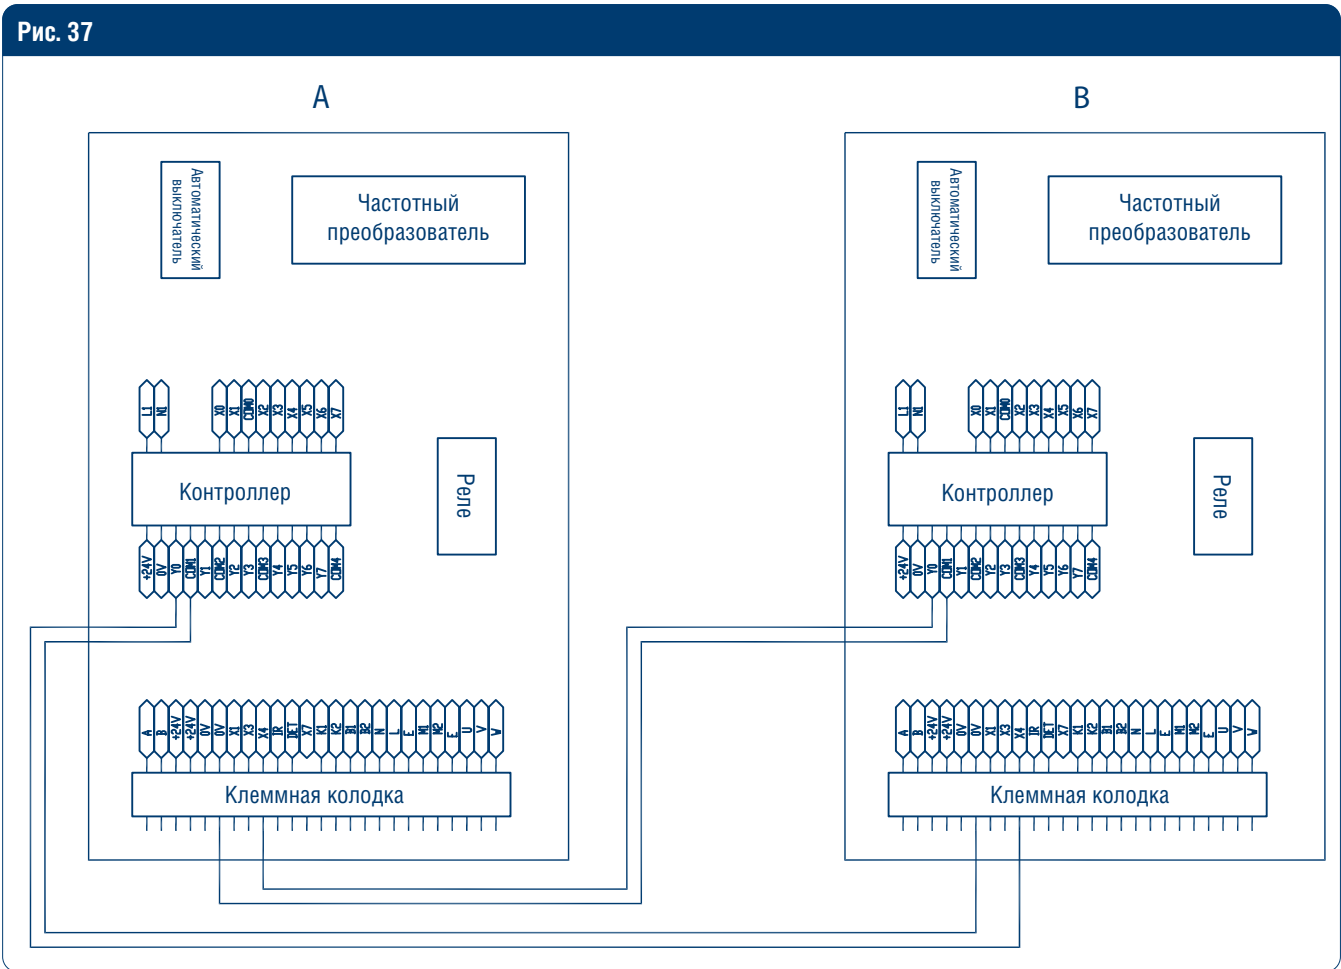 Рис. 37
A
B
Автоматический
выключатель
Частотный
преобразователь
Автоматический
выключатель
Частотный
преобразователь
L1 N1 X0 X1 COM0 X2 X3 X4 X5 X6 X7
L1 N1 X0 X1 COM0 X2 X3 X4 X5 X6 X7
Контроллер
Реле
Контроллер
Реле
+24V 0V Y0 COM1 Y1 COM2 Y2 Y3 COM3 Y4 Y5 Y6 Y7 COM4
+24V 0V Y0 COM1 Y1 COM2 Y2 Y3 COM3 Y4 Y5 Y6 Y7 COM4
A B +24V +24V 0V 0V X1 X3 X4 IR DET X7 K1 K2 B1 B2 N L E M1 M2 E U V W
A B +24V +24V 0V 0V X1 X3 X4 IR DET X7 K1 K2 B1 B2 N L E M1 M2 E U V W
Клеммная колодка
Клеммная колодка